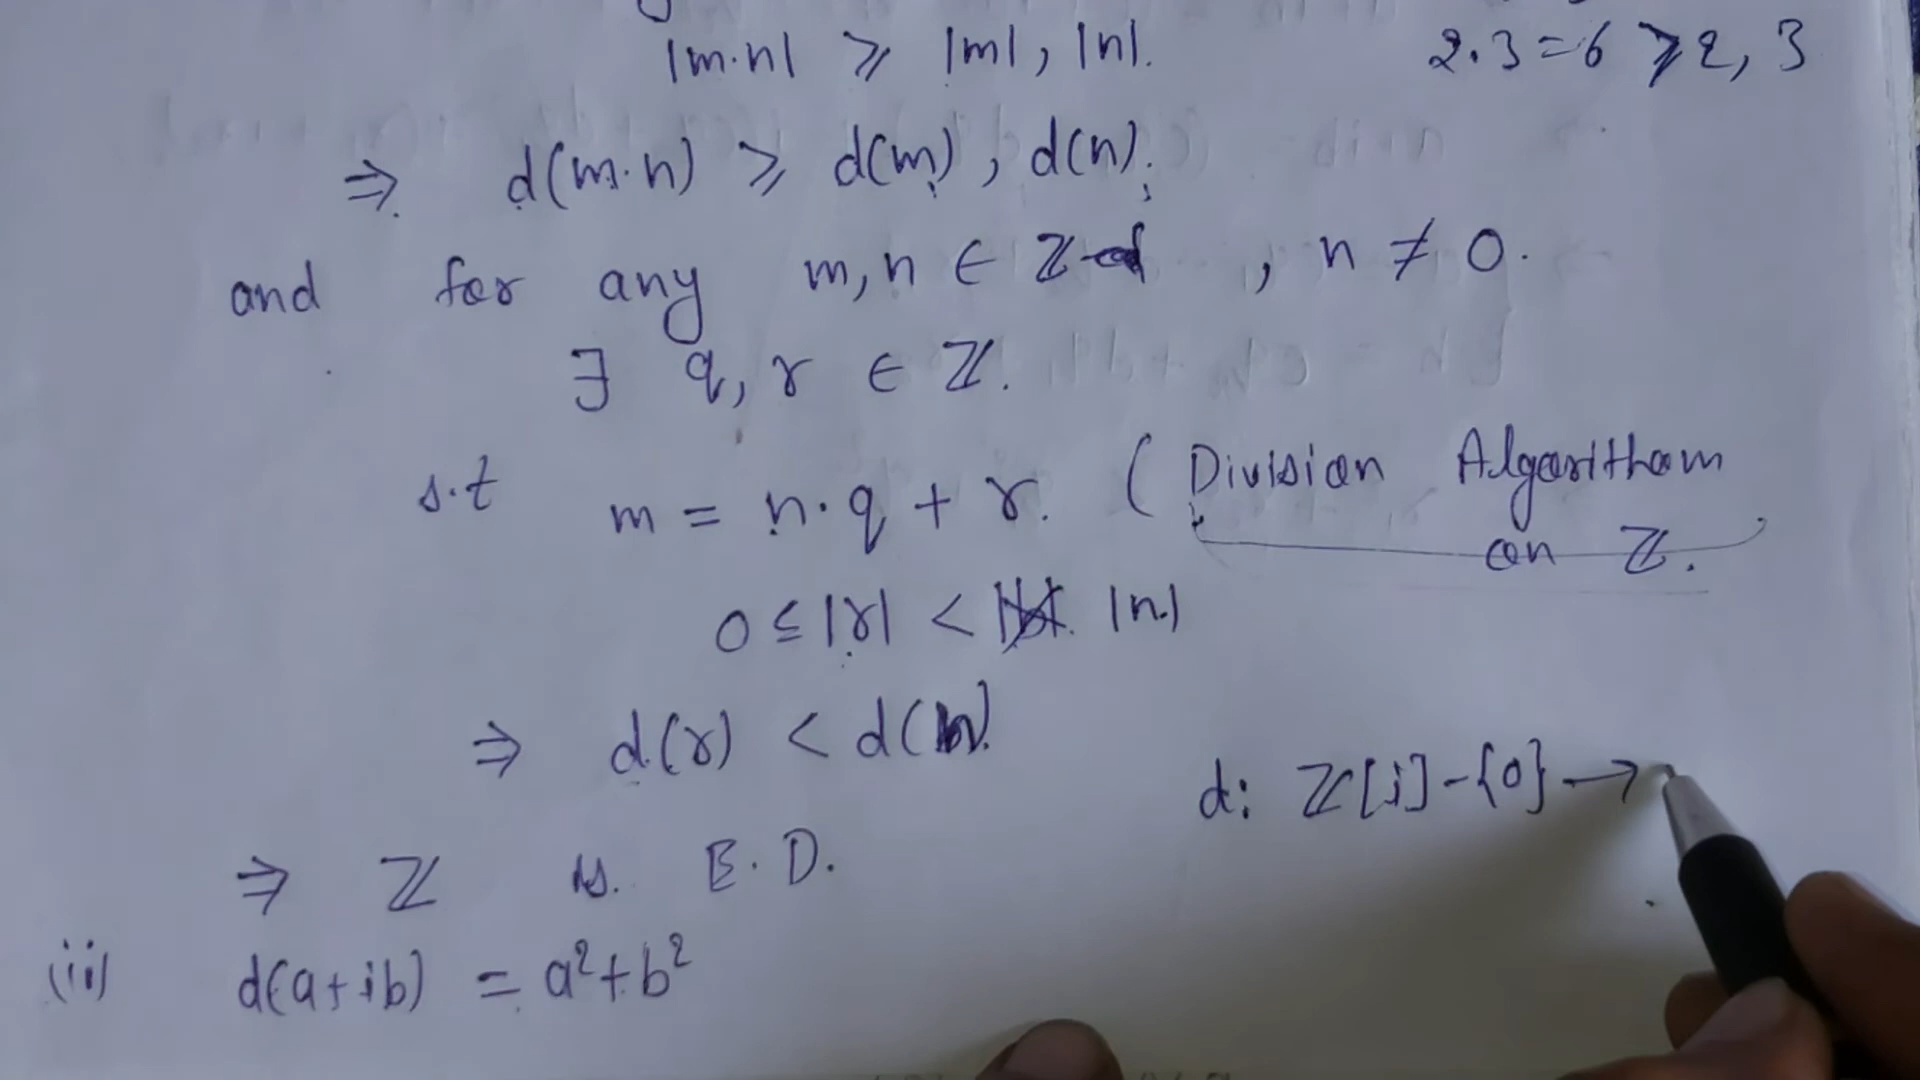 |m.n| ⩾ |m|, |n|. 2.3=6 ⩾ 2, 3
⇒ d(m.n) ⩾ d(m), d(n).
and for any m,n ∈ Z , n ≠ 0.
∃ q, r ∈ Z.
s.t m = n.q + r. (Division Algoritham
on Z.
0 ≤ |r| < |n|
⇒ d(r) < d(n)
d: Z[i]-{0} →
⇒ Z is E.D.
(ii) d(a+ib) = a²+b²